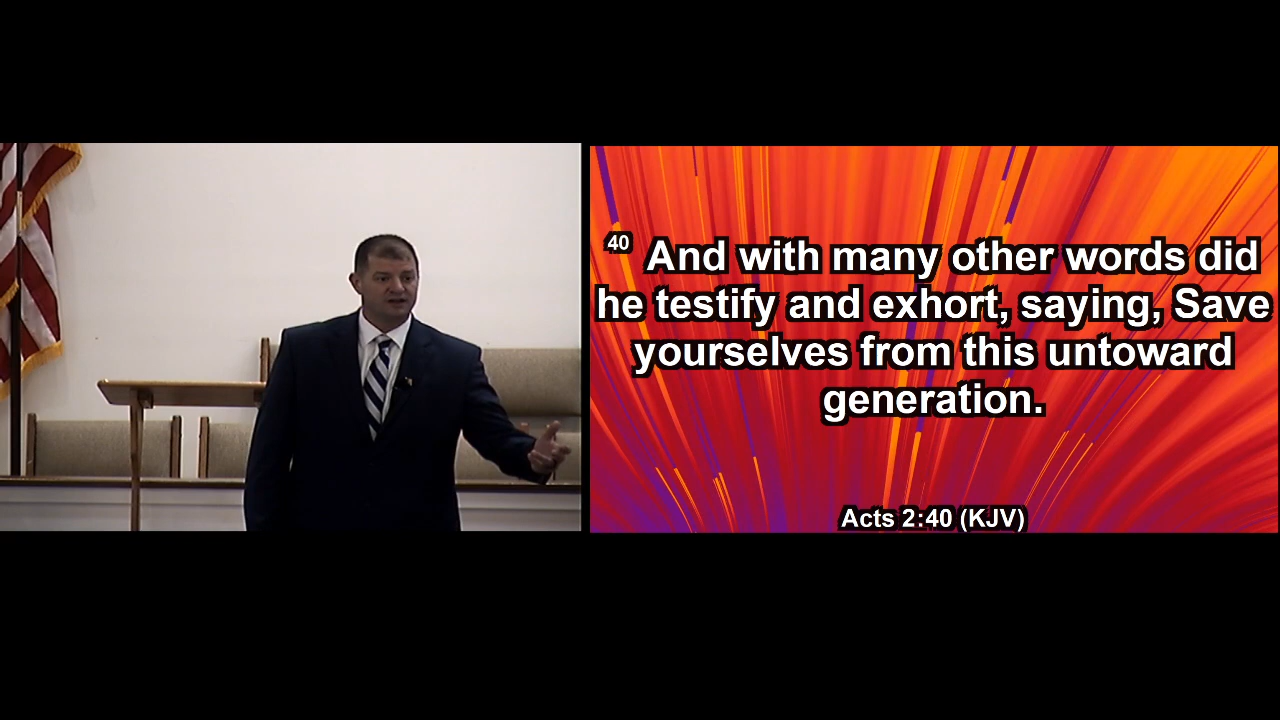 40 And with many other words did
he testify and exhort, saying, Save
yourselves from this untoward
generation.
Acts 2:40 (KJV)